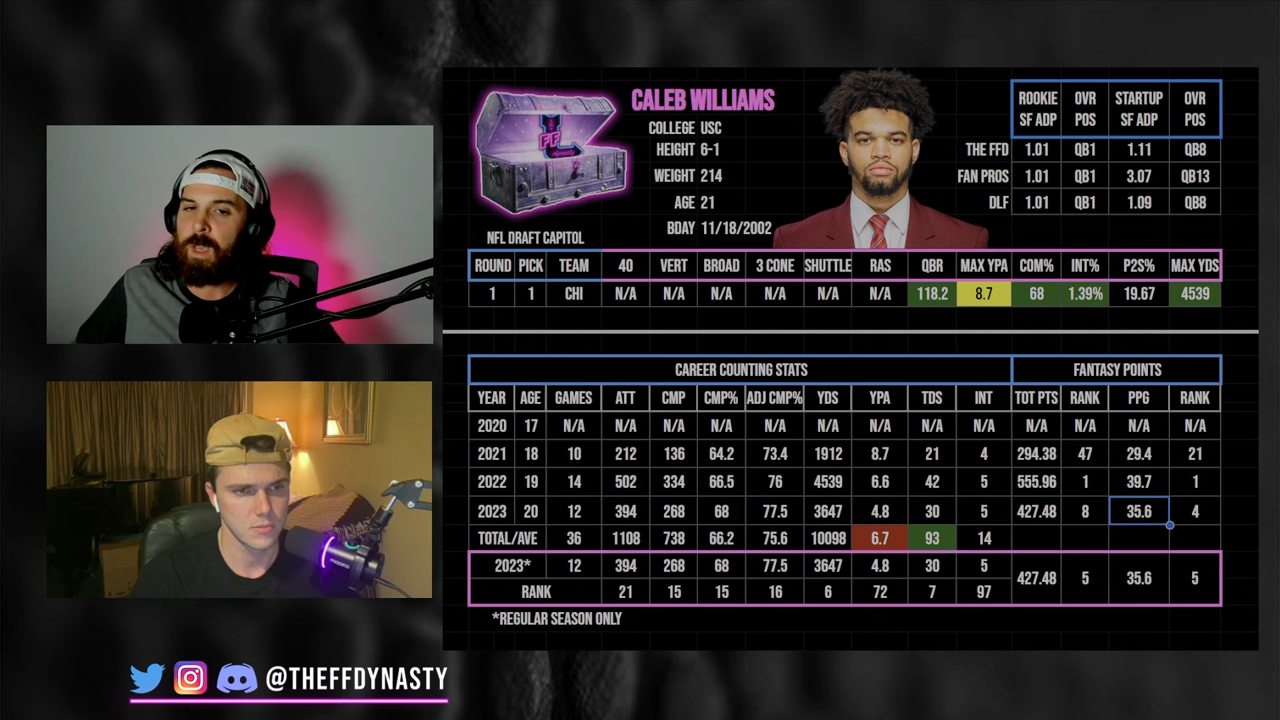 CALEB WILLIAMS
COLLEGE USC
HEIGHT 6-1
WEIGHT 214
AGE 21
BDAY 11/18/2002
FF
ROOKIE SF ADP OVR POS STARTUP SF ADP OVR POS
THE FFD 1.01 QB1 1.11 QB8
FAN PROS 1.01 QB1 3.07 QB13
DLF 1.01 QB1 1.09 QB8
NFL DRAFT CAPITOL
ROUND PICK TEAM 40 VERT BROAD 3 CONE SHUTTLE RAS QBR MAX YPA COM% INT% P2S% MAX YDS
1 1 CHI N/A N/A N/A N/A N/A N/A 118.2 8.7 68 1.39% 19.67 4539
CAREER COUNTING STATS FANTASY POINTS
YEAR AGE GAMES ATT CMP CMP% ADJ CMP% YDS YPA TDS INT TOT PTS RANK PPG RANK
2020 17 N/A N/A N/A N/A N/A N/A N/A N/A N/A N/A N/A N/A N/A
2021 18 10 212 136 64.2 73.4 1912 8.7 21 4 294.38 47 29.4 21
2022 19 14 502 334 66.5 76 4539 6.6 42 5 555.96 1 39.7 1
2023 20 12 394 268 68 77.5 3647 4.8 30 5 427.48 8 35.6 4
TOTAL/AVE 36 1108 738 66.2 75.6 10098 6.7 93 14
2023* 12 394 268 68 77.5 3647 4.8 30 5 427.48 5 35.6 5
RANK 21 15 15 16 6 72 7 97
*REGULAR SEASON ONLY
@THEFFDYNASTY